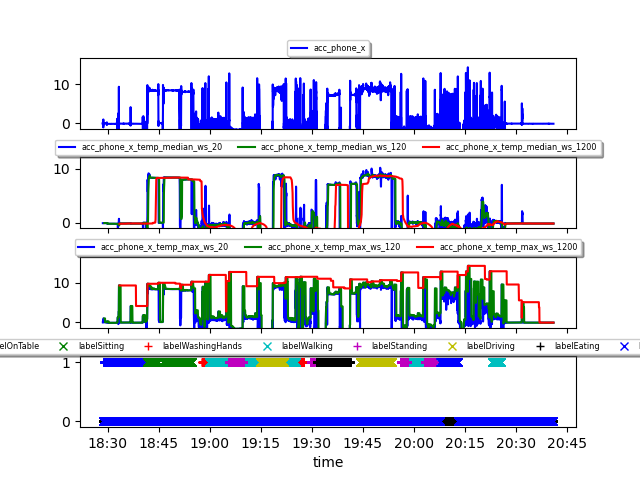 acc_phone_x
10
0
acc_phone_x_temp_median_ws_20 acc_phone_x_temp_median_ws_120 acc_phone_x_temp_median_ws_1200
10
0
acc_phone_x_temp_max_ws_20 acc_phone_x_temp_max_ws_120 acc_phone_x_temp_max_ws_1200
10
0
elOnTable labelSitting labelWashingHands labelWalking labelStanding labelDriving labelEating
1
0
18:30 18:45 19:00 19:15 19:30 19:45 20:00 20:15 20:30 20:45
time